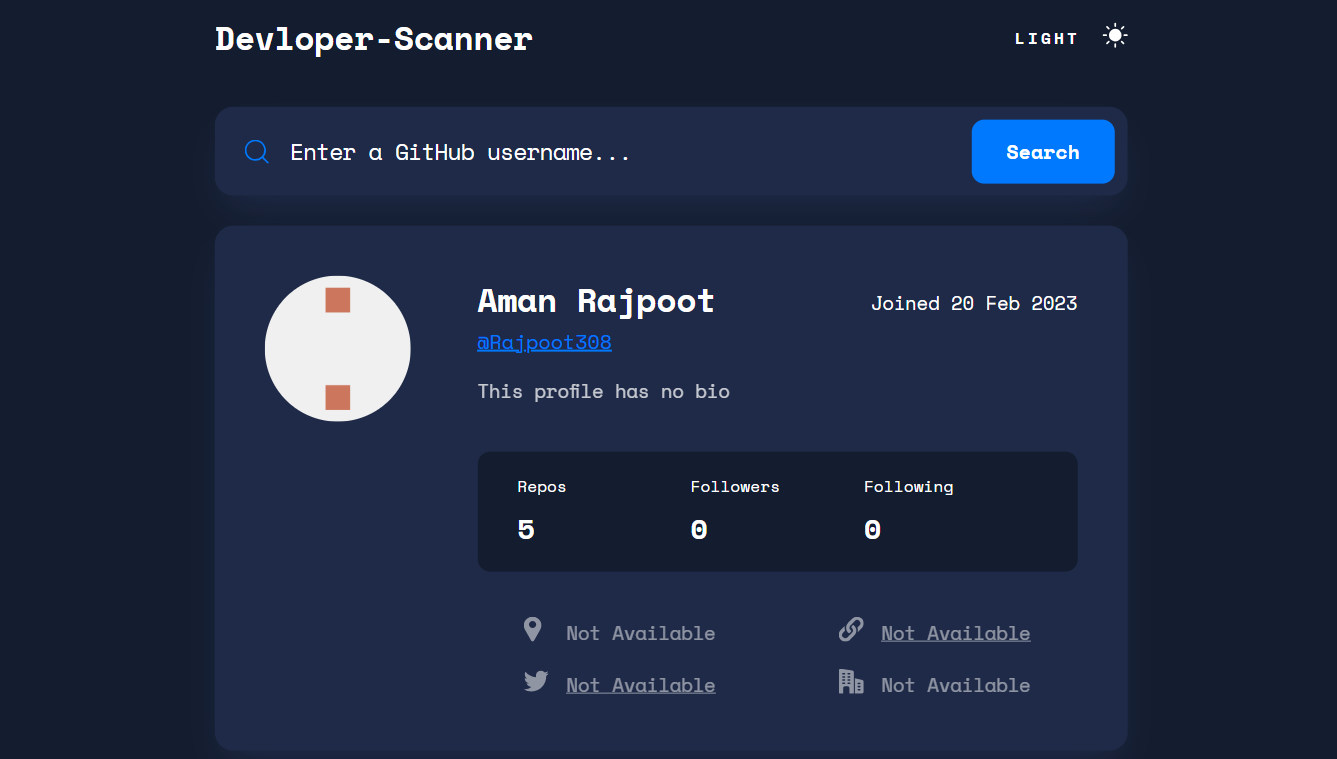 Devloper-Scanner
LIGHT
Enter a GitHub username...
Search
Aman Rajpoot
Joined 20 Feb 2023
@Rajpoot308
This profile has no bio
Repos Followers Following
5 0 0
Not Available Not Available
Not Available Not Available